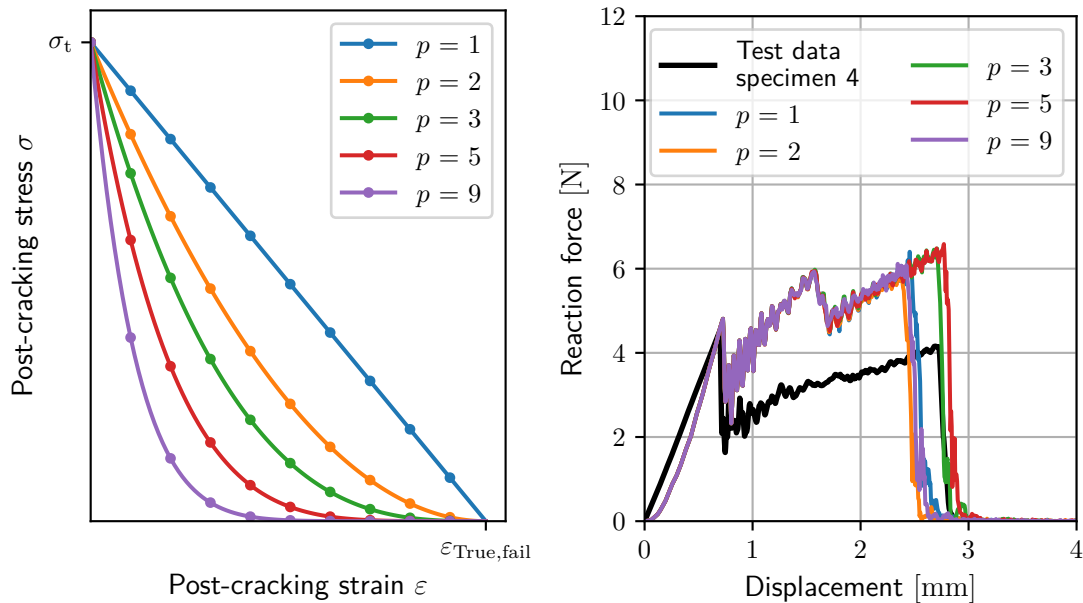 σt
p = 1
p = 2
p = 3
p = 5
p = 9
Post-cracking stress σ
εTrue,fail
Post-cracking strain ε
12
10
8
6
4
2
0
Reaction force [N]
Test data
specimen 4
p = 1
p = 2
p = 3
p = 5
p = 9
0 1 2 3 4
Displacement [mm]